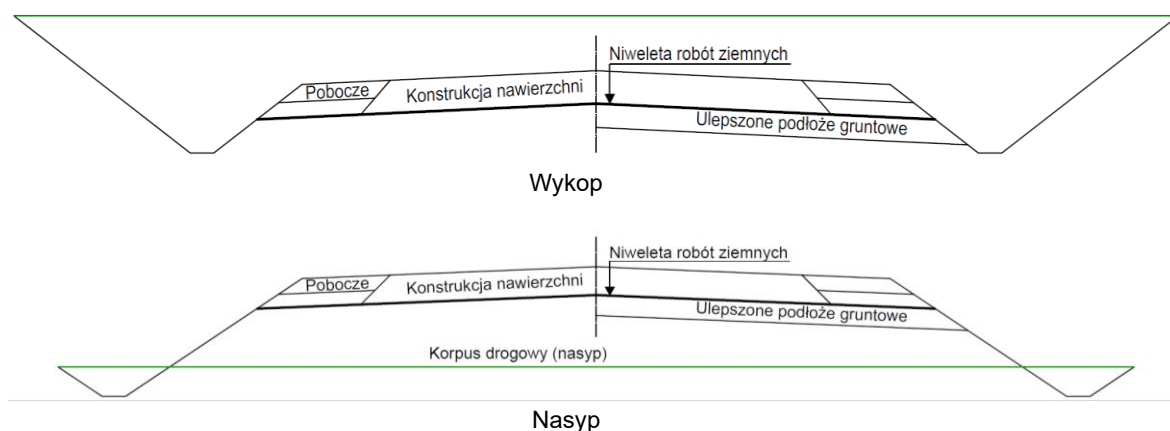 Niweleta robót ziemnych
Pobocze
Konstrukcja nawierzchni
Ulepszone podłoże gruntowe
Wykop
Niweleta robót ziemnych
Pobocze
Konstrukcja nawierzchni
Ulepszone podłoże gruntowe
Korpus drogowy (nasyp)
Nasyp